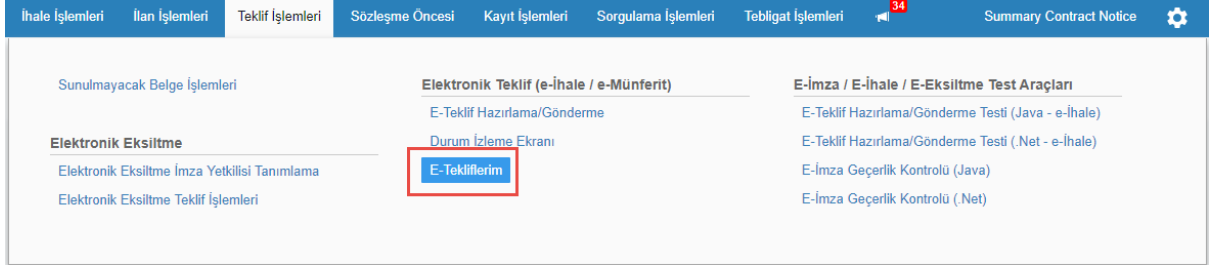 İhale İşlemleri İlan İşlemleri Teklif İşlemleri Sözleşme Öncesi Kayıt İşlemleri Sorgulama İşlemleri Tebligat İşlemleri 34 Summary Contract Notice
Sunulmayacak Belge İşlemleri
Elektronik Eksiltme
Elektronik Eksiltme İmza Yetkilisi Tanımlama
Elektronik Eksiltme Teklif İşlemleri
Elektronik Teklif (e-İhale / e-Münferit)
E-Teklif Hazırlama/Gönderme
Durum İzleme Ekranı
E-Tekliflerim
E-İmza / E-İhale / E-Eksiltme Test Araçları
E-Teklif Hazırlama/Gönderme Testi (Java - e-İhale)
E-Teklif Hazırlama/Gönderme Testi (.Net - e-İhale)
E-İmza Geçerlik Kontrolü (Java)
E-İmza Geçerlik Kontrolü (.Net)